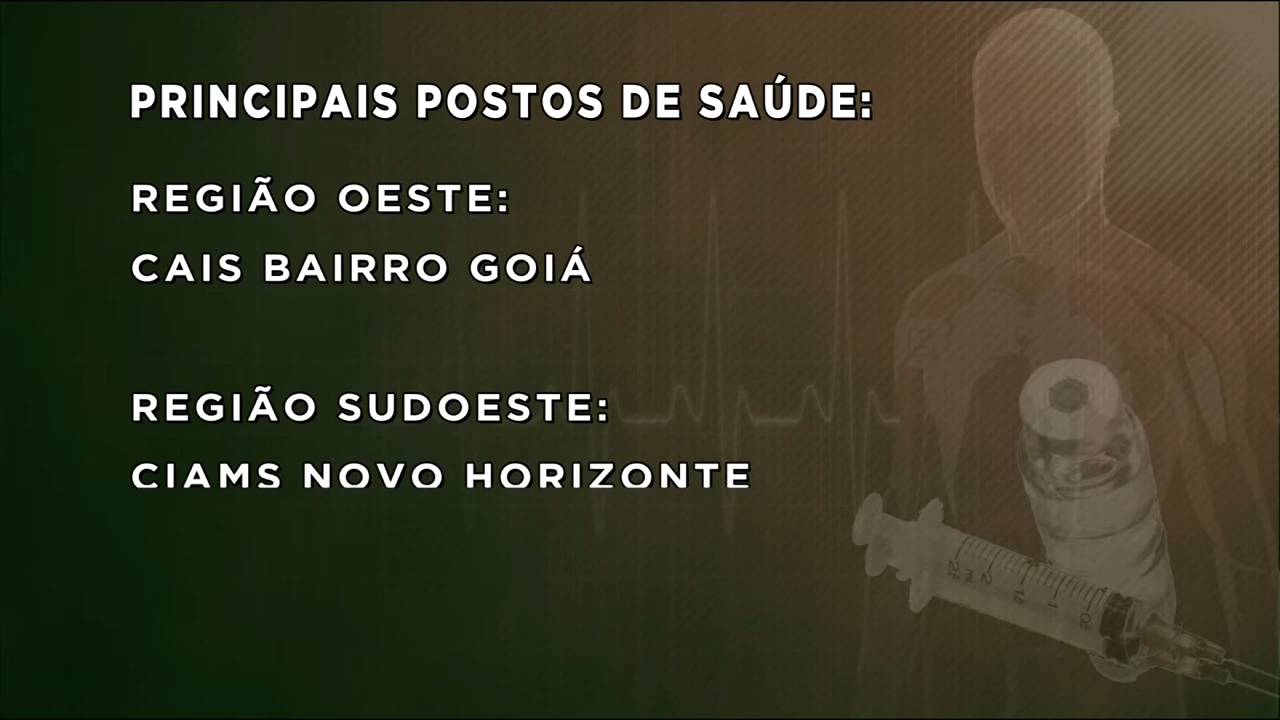 PRINCIPAIS POSTOS DE SAÚDE:
REGIÃO OESTE:
CAIS BAIRRO GOIÁ
REGIÃO SUDOESTE:
CIAMS NOVO HORIZONTE